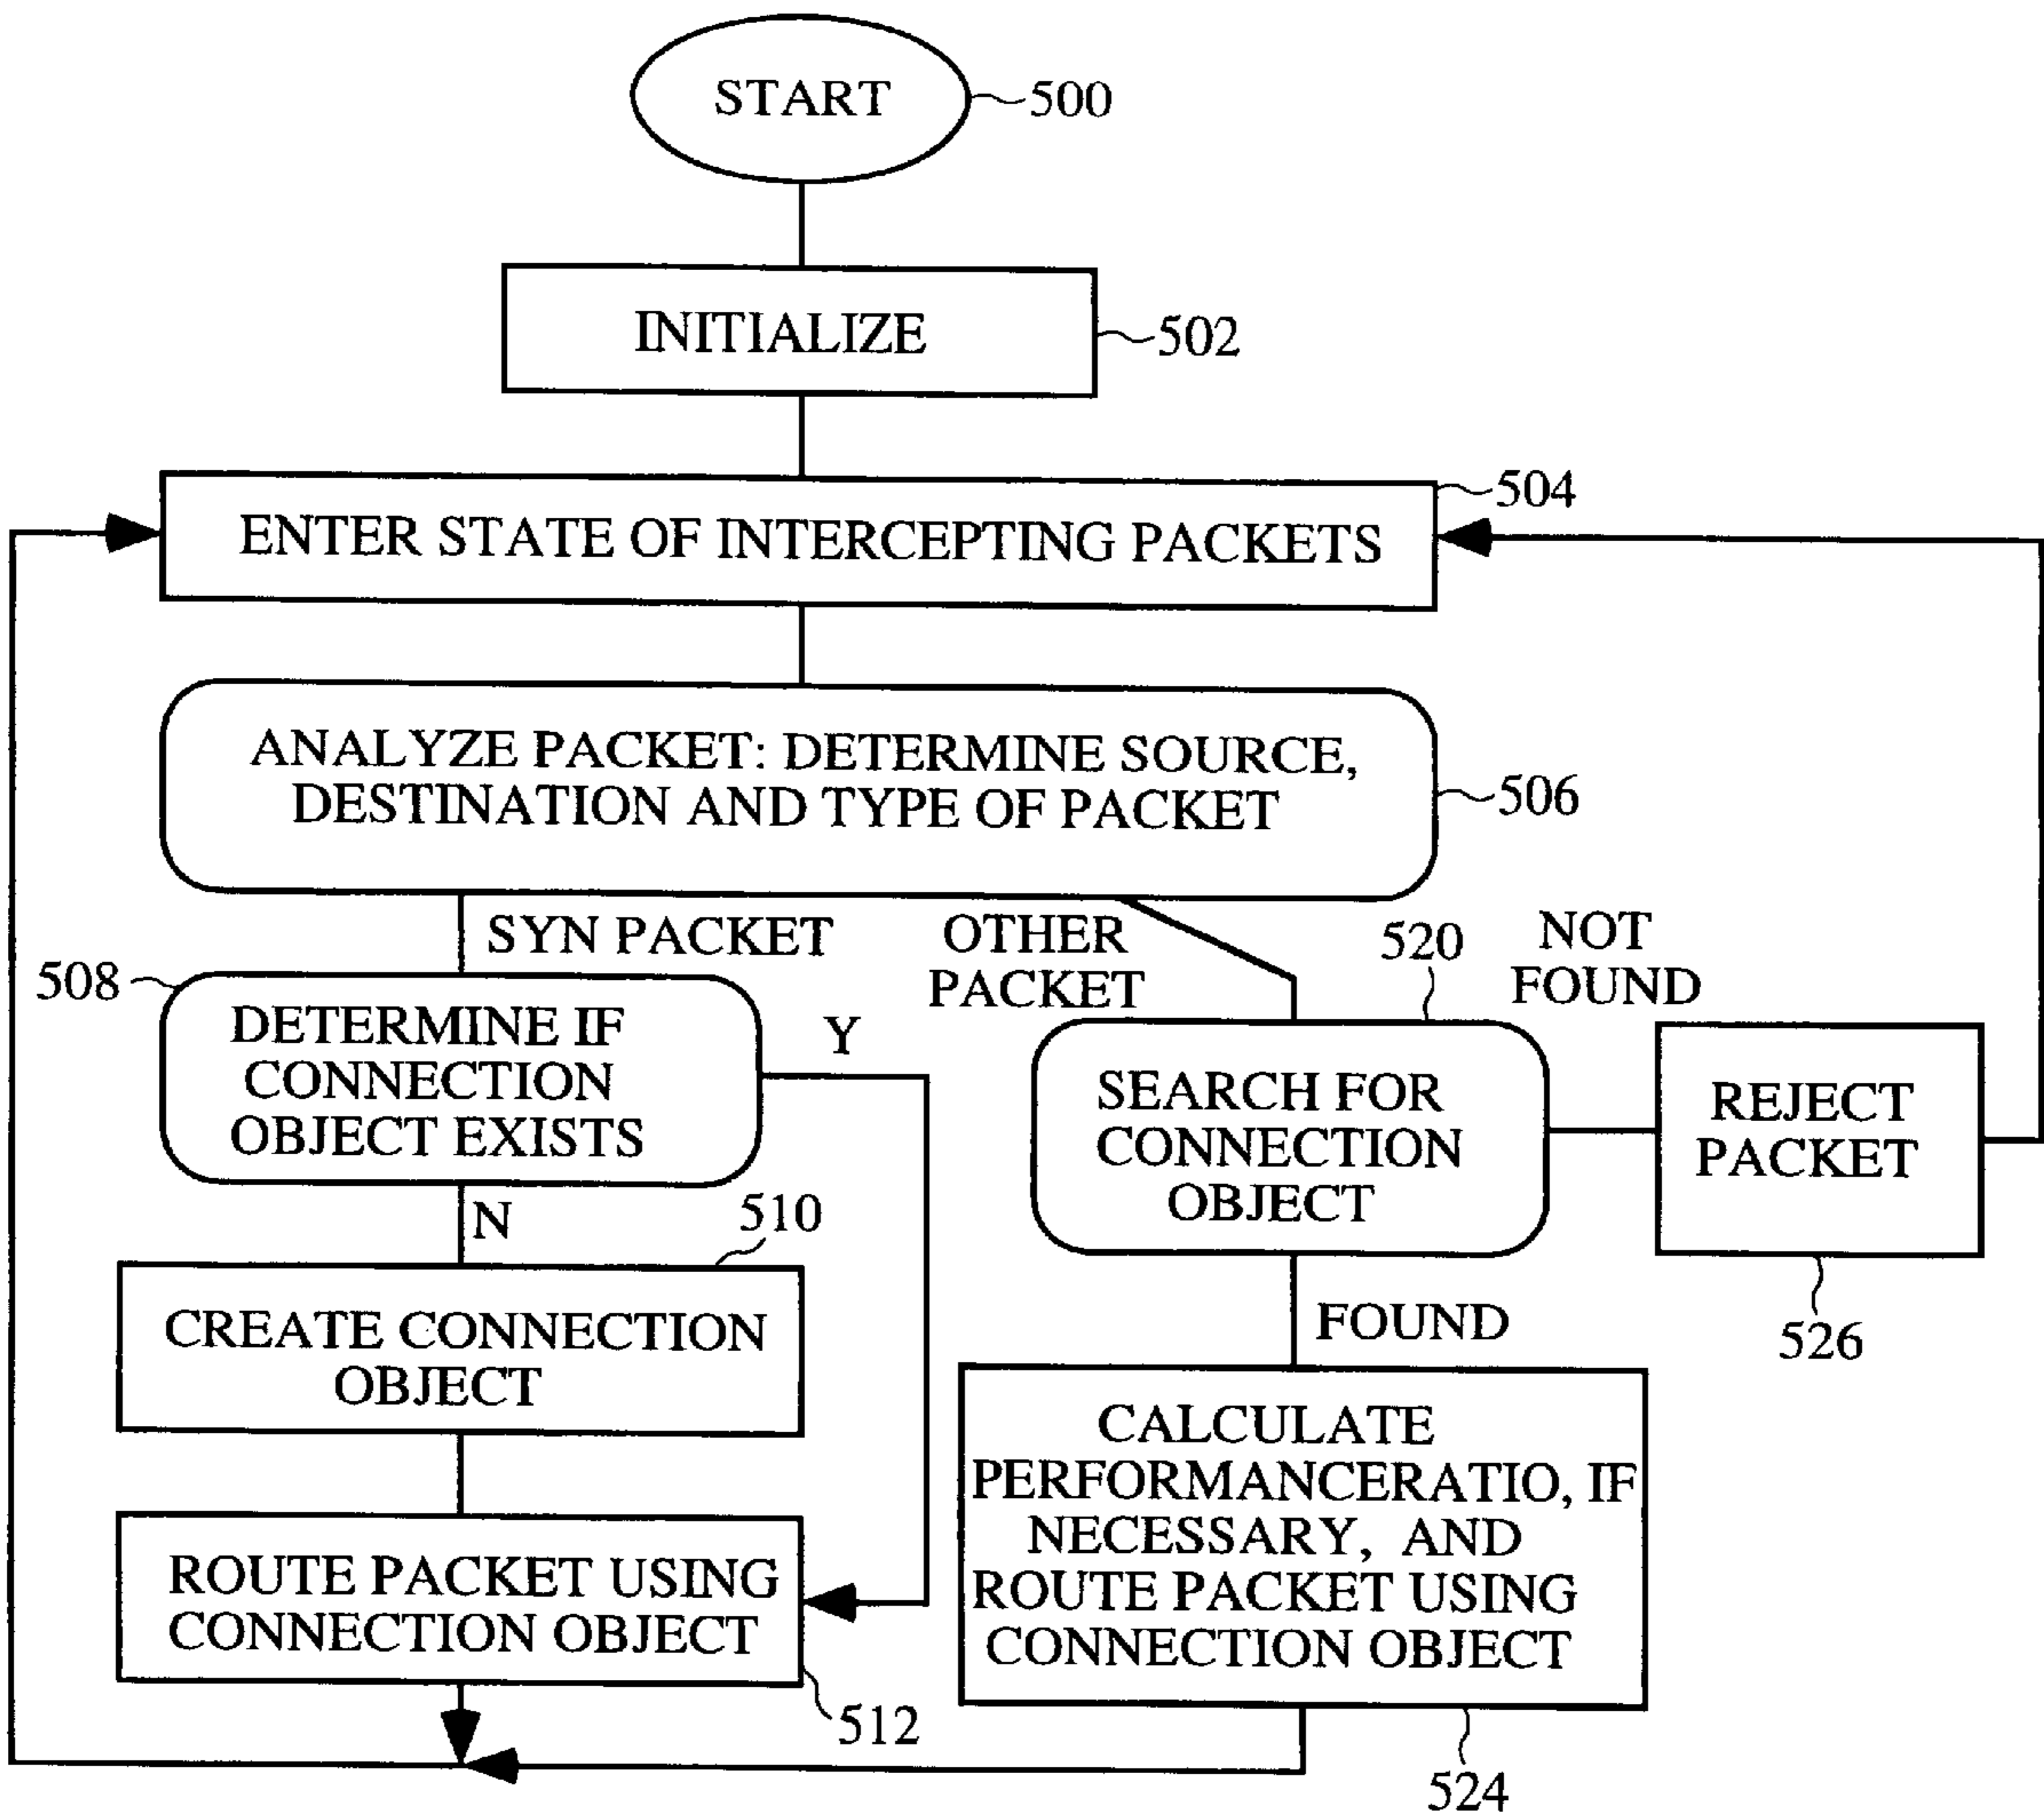 START
500
INITIALIZE
502
504
ENTER STATE OF INTERCEPTING PACKETS
ANALYZE PACKET: DETERMINE SOURCE,
DESTINATION AND TYPE OF PACKET
506
SYN PACKET
OTHER
PACKET
520
NOT
FOUND
508
DETERMINE IF
CONNECTION
OBJECT EXISTS
Y
SEARCH FOR
CONNECTION
OBJECT
REJECT
PACKET
N
510
526
CREATE CONNECTION
OBJECT
FOUND
CALCULATE
PERFORMANCERATIO, IF
NECESSARY, AND
ROUTE PACKET USING
CONNECTION OBJECT
ROUTE PACKET USING
CONNECTION OBJECT
512
524